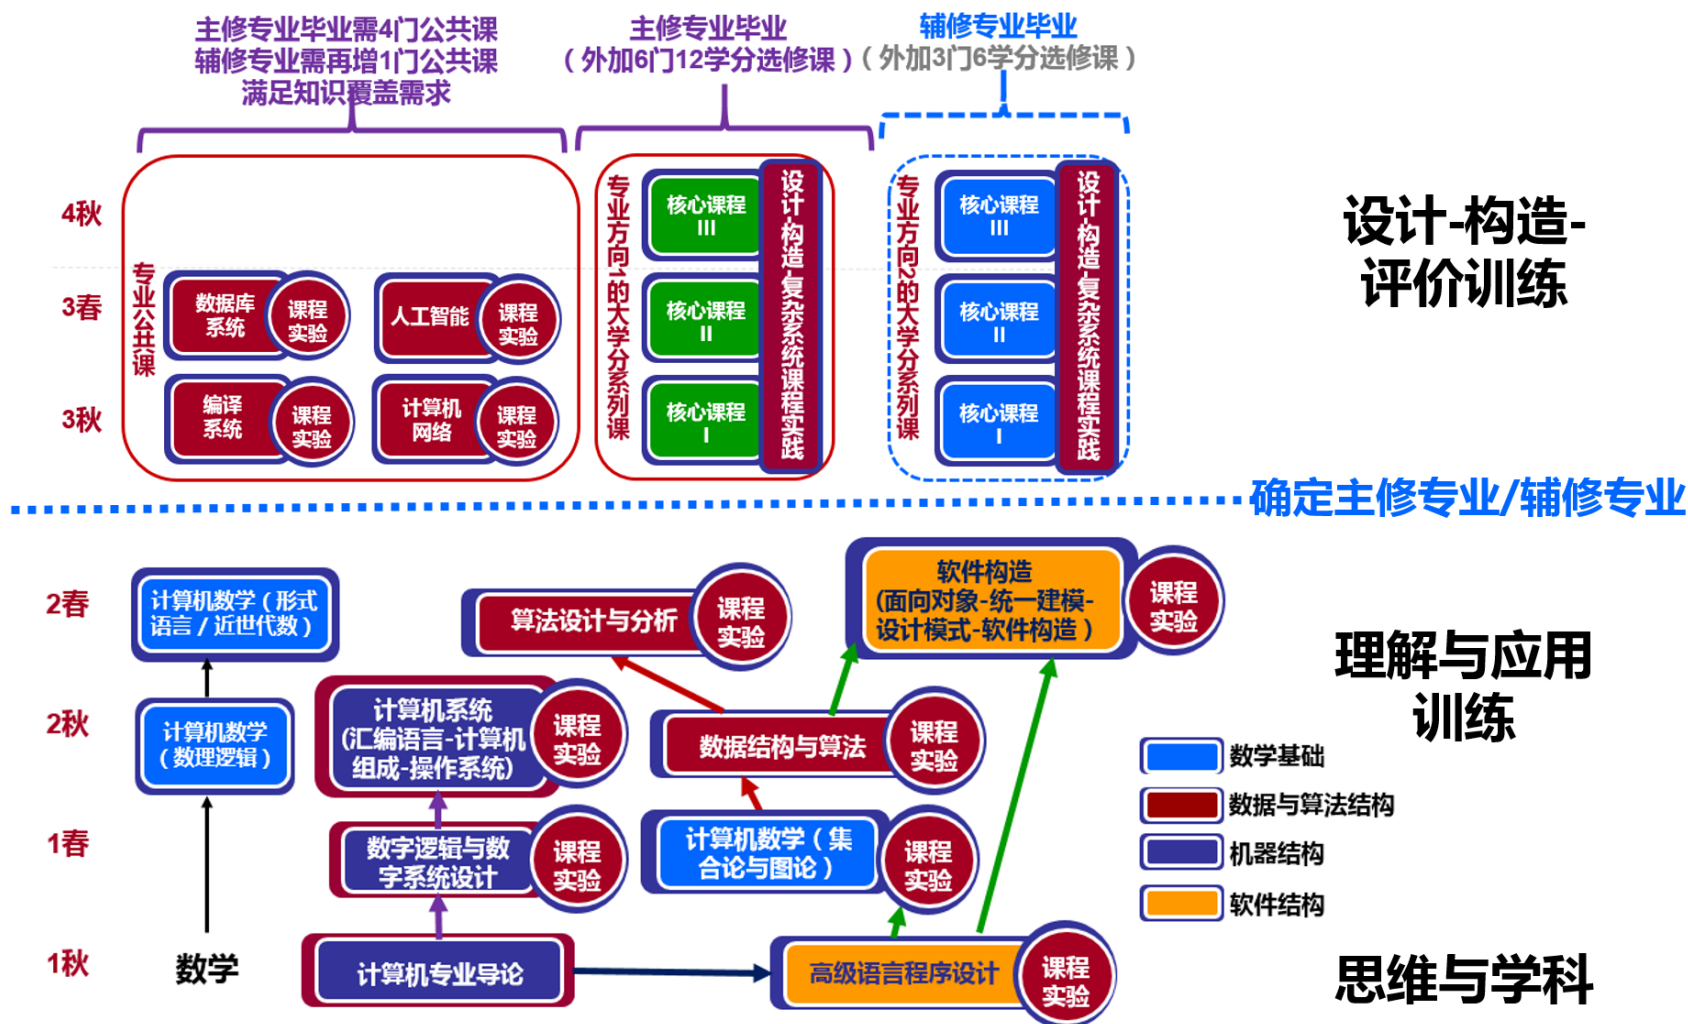 主修专业毕业需4门公共课
辅修专业需再增1门公共课
满足知识覆盖需求
主修专业毕业
（外加6门12学分选修课）
辅修专业毕业
（外加3门6学分选修课）
4秋
3春
3秋
专业公共课
数据库
系统
课程
实验
人工智能
课程
实验
编译
系统
课程
实验
计算机
网络
课程
实验
专业方向1的大学分系列课
核心课程
III
核心课程
II
核心课程
I
设计-构造-复杂系统课程实践
专业方向2的大学分系列课
核心课程
III
核心课程
II
核心课程
I
设计-构造-复杂系统课程实践
设计-构造-
评价训练
确定主修专业/辅修专业
2春
计算机数学（形式
语言/近世代数）
算法设计与分析
课程
实验
软件构造
(面向对象-统一建模-
设计模式-软件构造）
课程
实验
理解与应用
训练
2秋
计算机数学
（数理逻辑）
计算机系统
(汇编语言-计算机
组成-操作系统)
课程
实验
数据结构与算法
课程
实验
数学基础
数据与算法结构
机器结构
软件结构
1春
数字逻辑与数
字系统设计
课程
实验
计算机数学（集
合论与图论）
课程
实验
1秋
数学
计算机专业导论
高级语言程序设计
课程
实验
思维与学科